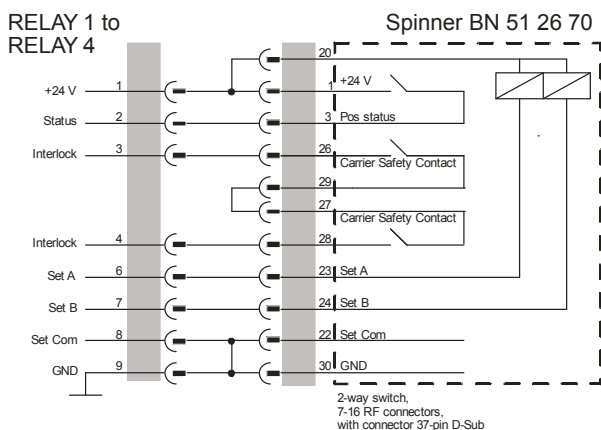 RELAY 1 to
RELAY 4
Spinner BN 51 26 70
20
+24 V 1 1 +24 V
Status 2 3 Pos status
Interlock 3 26
Carrier Safety Contact
29
27
Carrier Safety Contact
Interlock 4 28
Set A 6 23 Set A
Set B 7 24 Set B
Set Com 8 22 Set Com
GND 9 30 GND
2-way switch,
7-16 RF connectors,
with connector 37-pin D-Sub